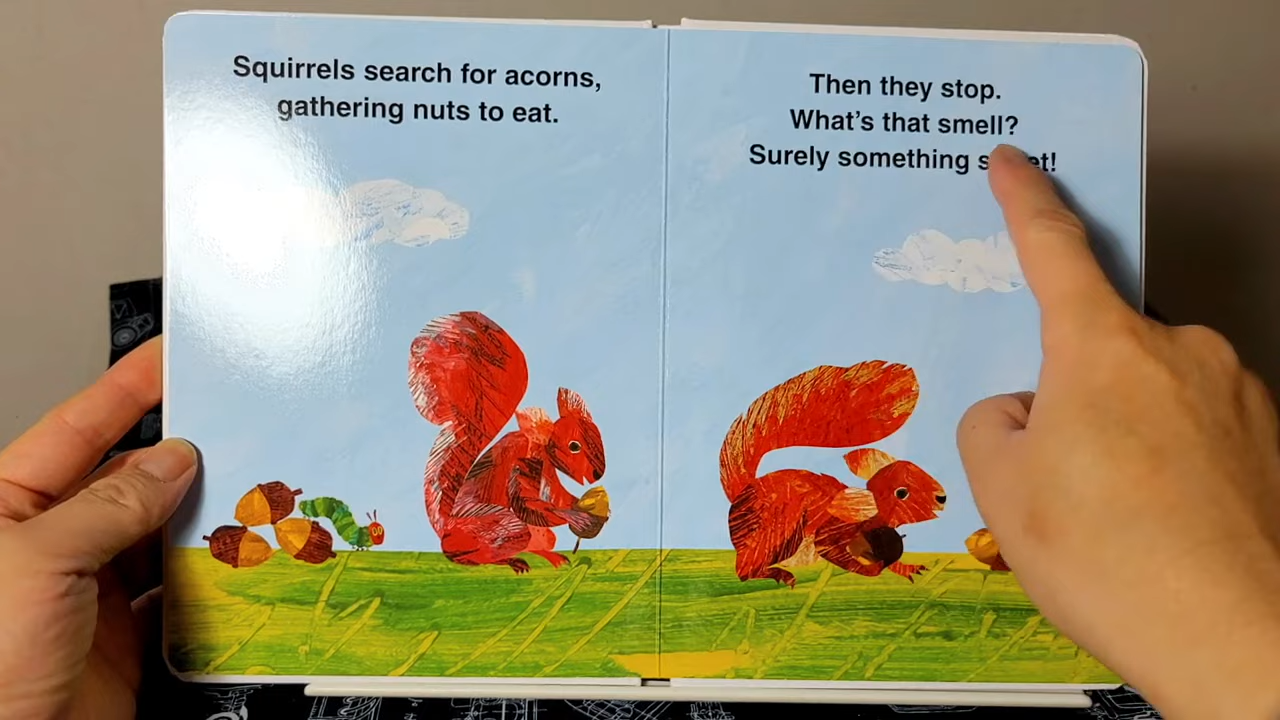 Squirrels search for acorns,
gathering nuts to eat.
Then they stop.
What's that smell?
Surely something